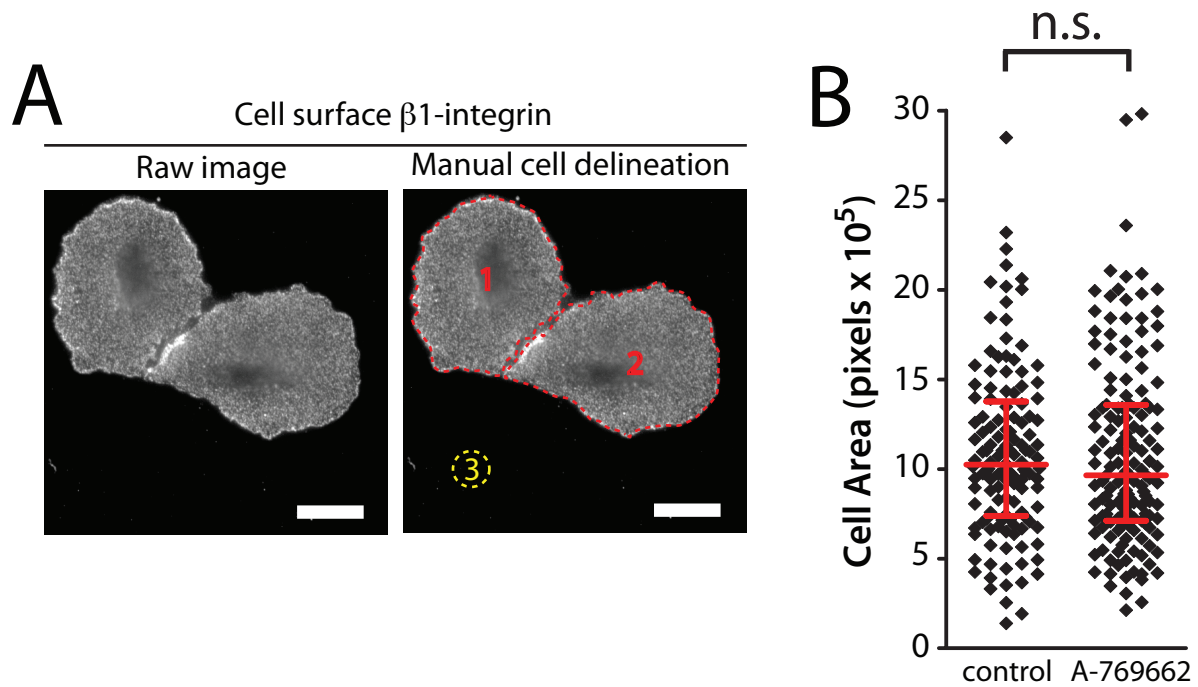 A
Cell surface β1-integrin
Raw image
Manual cell delineation
1
2
3
B
n.s.
Cell Area (pixels x 10⁵)
30
25
20
15
10
5
0
control
A-769662